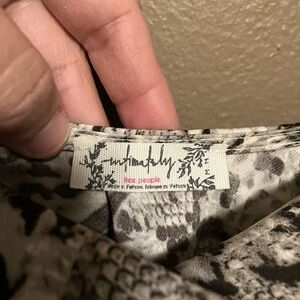 intimately
free people
Made in Vietnam. Fabriqué au Vietnam
M
M